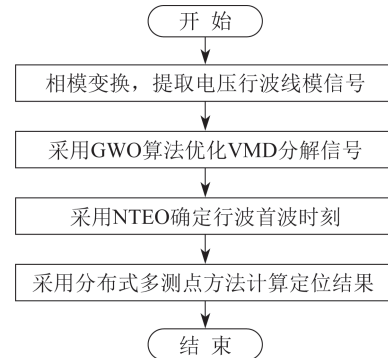 开 始
相模变换，提取电压行波线模信号
采用GWO算法优化VMD分解信号
采用NTEO确定行波首波时刻
采用分布式多测点方法计算定位结果
结 束